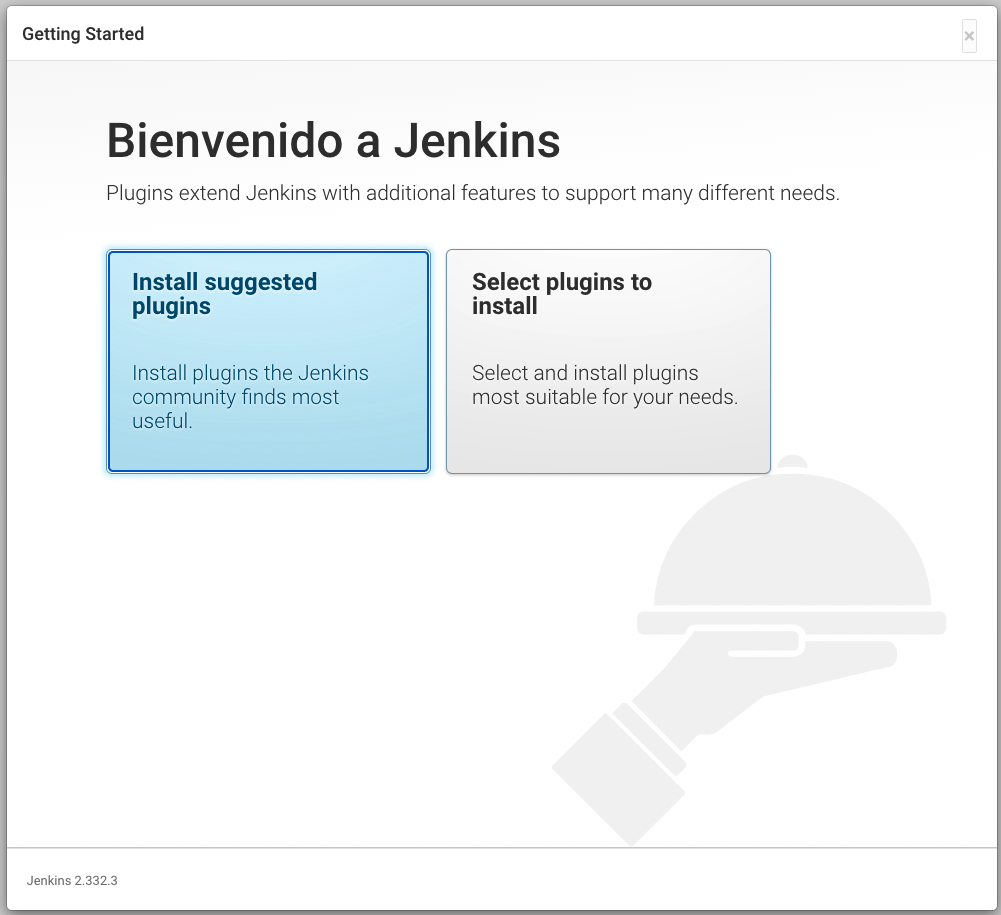 Getting Started
×
Bienvenido a Jenkins
Plugins extend Jenkins with additional features to support many different needs.
Install suggested
plugins
Install plugins the Jenkins
community finds most
useful.
Select plugins to
install
Select and install plugins
most suitable for your needs.
Jenkins 2.332.3